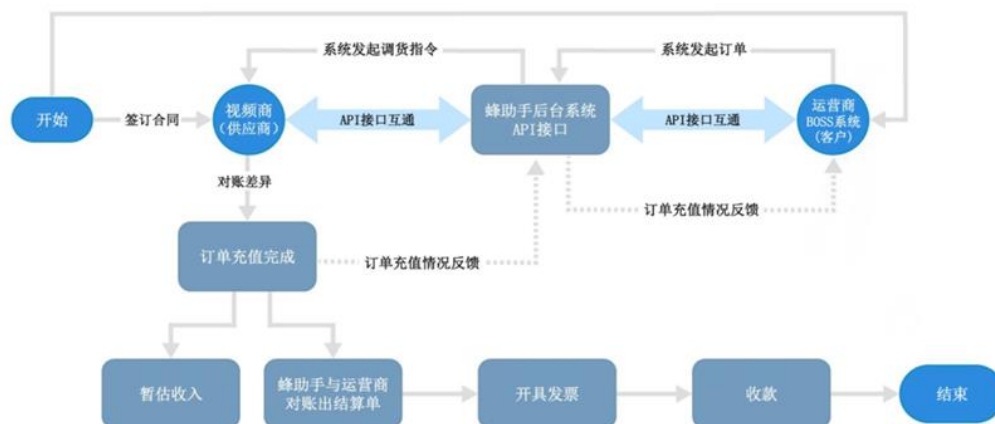 系统发起调货指令
系统发起订单
开始
签订合同
视频商
(供应商)
API接口互通
蜂助手后台系统
API接口
API接口互通
运营商
BOSS系统
(客户)
对账差异
订单充值情况反馈
订单充值完成
订单充值情况反馈
暂估收入
蜂助手与运营商
对账出结算单
开具发票
收款
结束